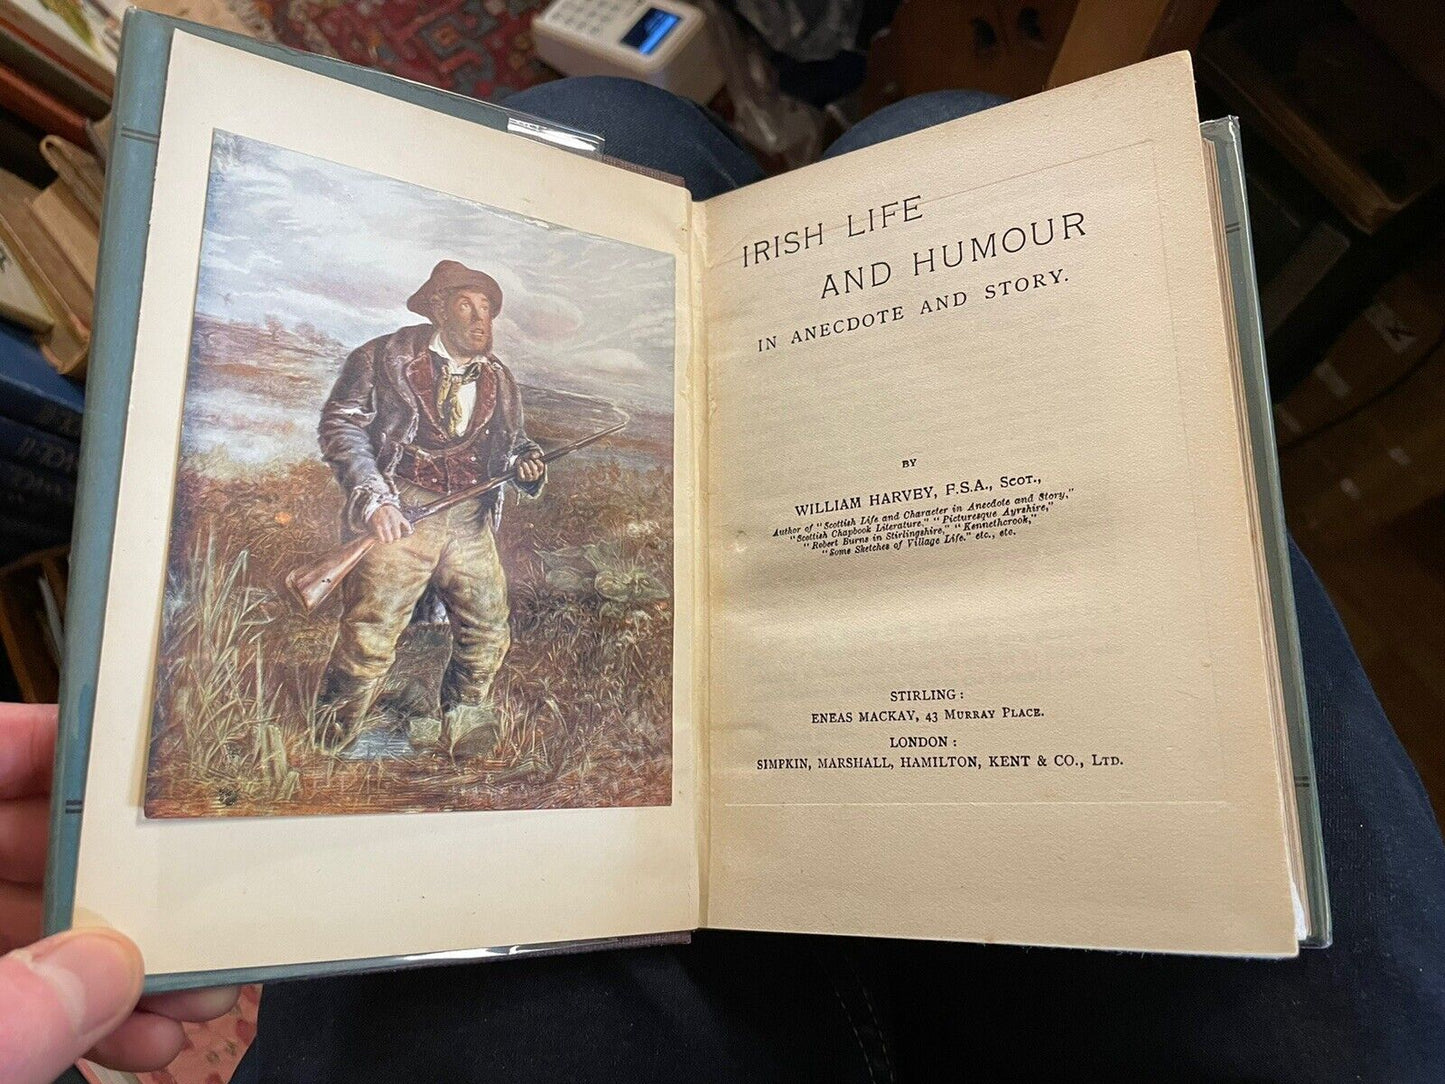 IRISH LIFE
AND HUMOUR
IN ANECDOTE AND STORY.
BY
WILLIAM HARVEY, F.S.A., Scot.,
Author of "Scottish Life and Character in Anecdote and Story,"
"Scottish Chapbook Literature," "Picturesque Ayrshire,"
"Robert Burns in Stirlingshire," "Kennethcrook,"
"Some Sketches of Village Life," etc., etc.
STIRLING:
ENEAS MACKAY, 43 Murray Place.
LONDON:
SIMPKIN, MARSHALL, HAMILTON, KENT & CO., Ltd.